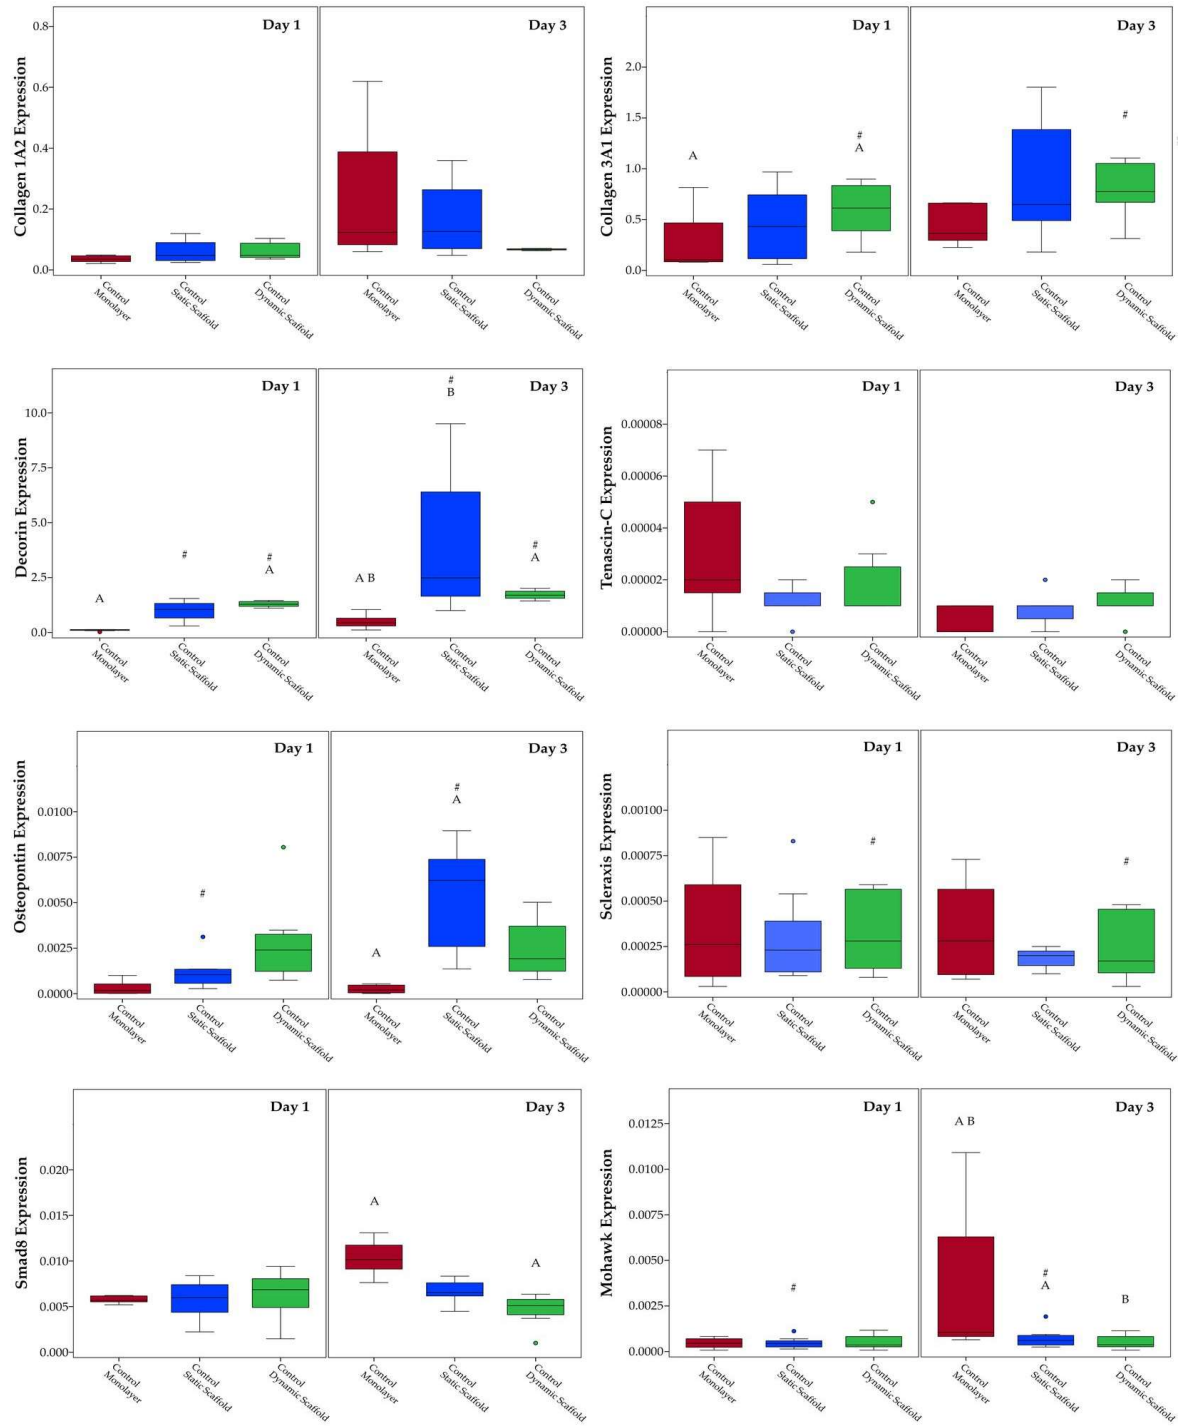 Collagen 1A2 Expression
0.8
0.6
0.4
0.2
0.0
Day 1
Day 3
Control
Monolayer
Control
Static Scaffold
Control
Dynamic Scaffold
Control
Monolayer
Control
Static Scaffold
Control
Dynamic Scaffold
Collagen 3A1 Expression
2.0
1.5
1.0
0.5
0.0
Day 1
Day 3
A
#
A
#
Control
Monolayer
Control
Static Scaffold
Control
Dynamic Scaffold
Control
Monolayer
Control
Static Scaffold
Control
Dynamic Scaffold
Decorin Expression
10.0
7.5
5.0
2.5
0.0
Day 1
Day 3
A
#
#
A
A B
#
B
#
A
Control
Monolayer
Control
Static Scaffold
Control
Dynamic Scaffold
Control
Monolayer
Control
Static Scaffold
Control
Dynamic Scaffold
Tenascin-C Expression
0.00008
0.00006
0.00004
0.00002
0.00000
Day 1
Day 3
Control
Monolayer
Control
Static Scaffold
Control
Dynamic Scaffold
Control
Monolayer
Control
Static Scaffold
Control
Dynamic Scaffold
Osteopontin Expression
0.0100
0.0075
0.0050
0.0025
0.0000
Day 1
Day 3
#
A
#
A
Control
Monolayer
Control
Static Scaffold
Control
Dynamic Scaffold
Control
Monolayer
Control
Static Scaffold
Control
Dynamic Scaffold
Scleraxis Expression
0.00100
0.00075
0.00050
0.00025
0.00000
Day 1
Day 3
#
#
Control
Monolayer
Control
Static Scaffold
Control
Dynamic Scaffold
Control
Monolayer
Control
Static Scaffold
Control
Dynamic Scaffold
Smad8 Expression
0.020
0.015
0.010
0.005
0.000
Day 1
Day 3
A
A
Control
Monolayer
Control
Static Scaffold
Control
Dynamic Scaffold
Control
Monolayer
Control
Static Scaffold
Control
Dynamic Scaffold
Mohawk Expression
0.0125
0.0100
0.0075
0.0050
0.0025
0.0000
Day 1
Day 3
#
A B
#
A
B
Control
Monolayer
Control
Static Scaffold
Control
Dynamic Scaffold
Control
Monolayer
Control
Static Scaffold
Control
Dynamic Scaffold